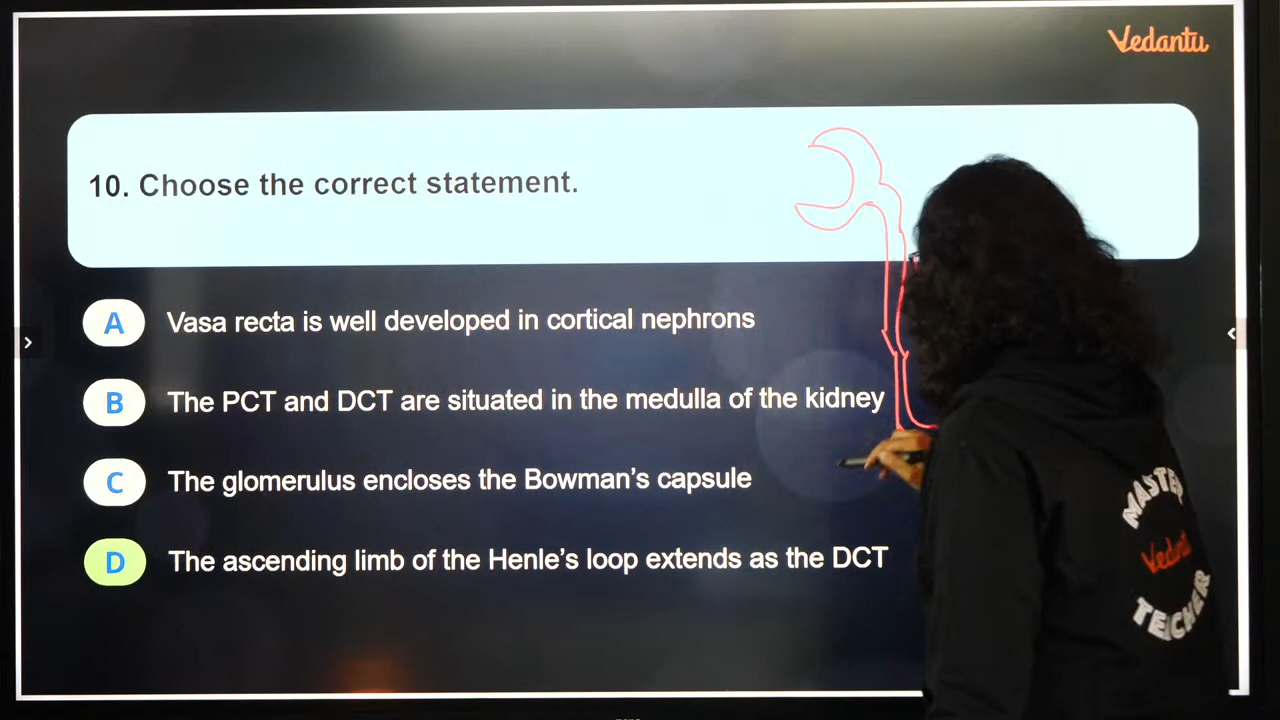 Vedantu
10. Choose the correct statement.
A Vasa recta is well developed in cortical nephrons
B The PCT and DCT are situated in the medulla of the kidney
C The glomerulus encloses the Bowman’s capsule
D The ascending limb of the Henle’s loop extends as the DCT
MASTER
TEACHER